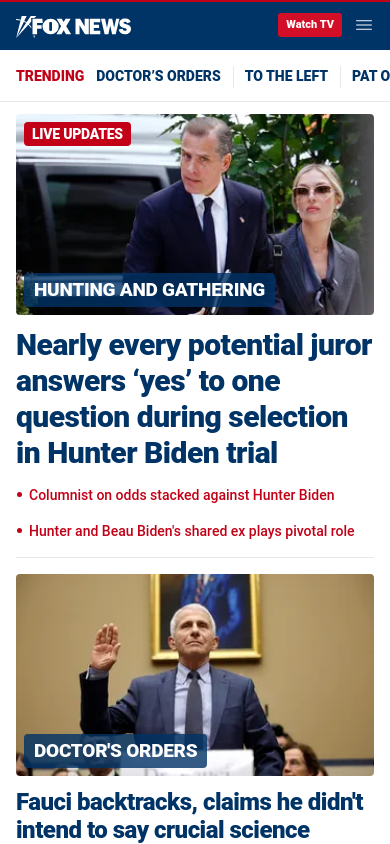 FOX NEWS
Watch TV
TRENDING DOCTOR’S ORDERS TO THE LEFT PAT O
LIVE UPDATES
HUNTING AND GATHERING
Nearly every potential juror
answers ‘yes’ to one
question during selection
in Hunter Biden trial
• Columnist on odds stacked against Hunter Biden
• Hunter and Beau Biden's shared ex plays pivotal role
DOCTOR'S ORDERS
Fauci backtracks, claims he didn't
intend to say crucial science